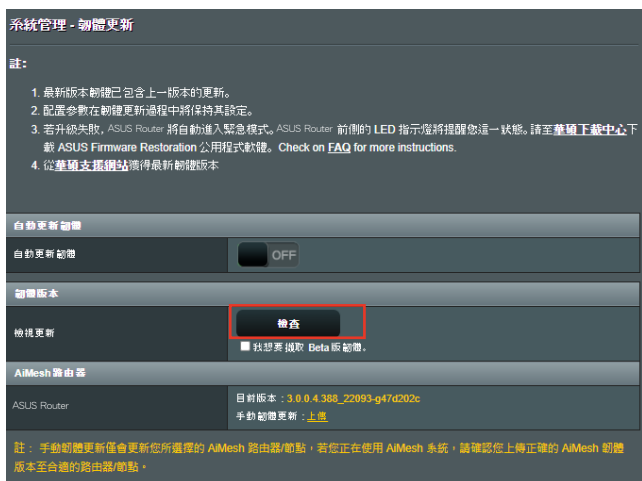 系統管理 - 韌體更新
註:
1. 最新版本韌體已包含上一版本的更新。
2. 配置參數在韌體更新過程中將保持其設定。
3. 若升級失敗, ASUS Router 將自動進入緊急模式。ASUS Router 前側的 LED 指示燈將提醒您這一狀態。請至華碩下載中心下
載 ASUS Firmware Restoration 公用程式軟體。Check on FAQ for more instructions.
4. 從華碩支援網站獲得最新韌體版本
自動更新韌體
自動更新韌體
OFF
韌體版本
檢視更新
檢查
我想要擷取 Beta 版韌體。
AiMesh 路由器
ASUS Router
目前版本 : 3.0.0.4.388_22093-g47d202c
手動韌體更新 : 上傳
註 : 手動韌體更新僅會更新您所選擇的 AiMesh 路由器/節點,若您正在使用 AiMesh 系統,請確認您上傳正確的 AiMesh 韌體
版本至合適的路由器/節點。